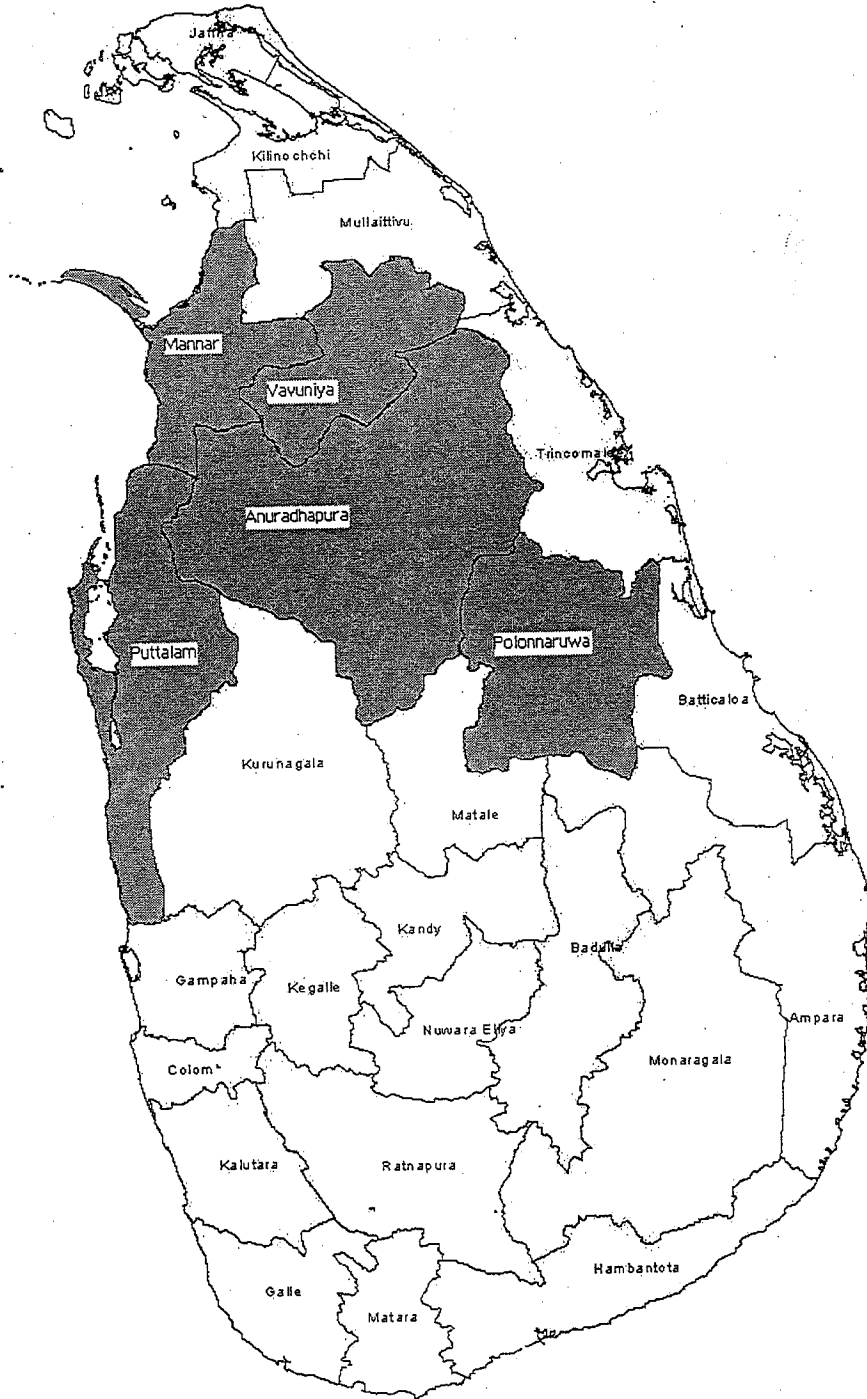 Jaffna
Kilinochchi
Mullaittivu
Mannar
Vavuniya
Trincomalee
Anuradhapura
Puttalam
Polonnaruwa
Batticaloa
Kurunagala
Matale
Kandy
Badulla
Gampaha
Kegalle
Nuwara Eliya
Ampara
Monaragala
Colom
Kalutara
Ratnapura
Hambantota
Galle
Matara